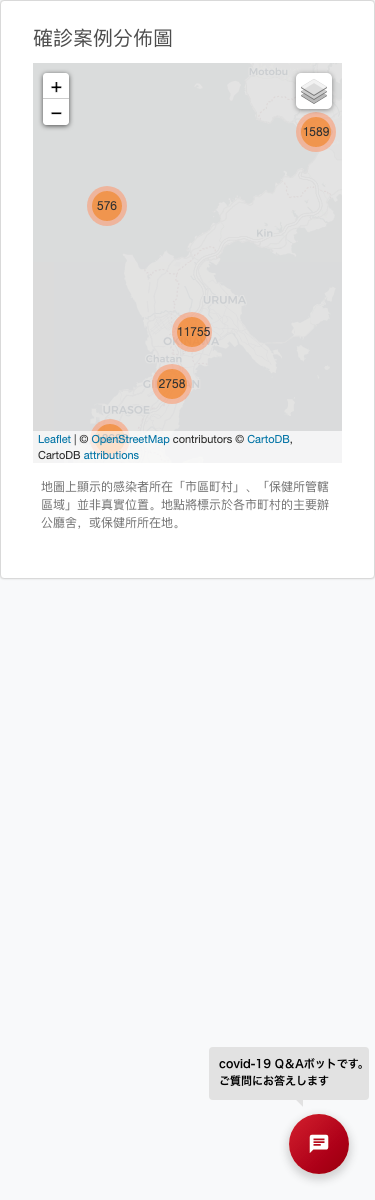 確診案例分佈圖
Motobu
+
−
1589
576
Kin
URUMA
11755
Chatan
2758
URASOE
Leaflet | © OpenStreetMap contributors © CartoDB,
CartoDB attributions
地圖上顯示的感染者所在「市區町村」、「保健所管轄
區域」並非真實位置。地點將標示於各市町村的主要辦
公廳舍，或保健所所在地。
covid-19 Q&Aボットです。
ご質問にお答えします